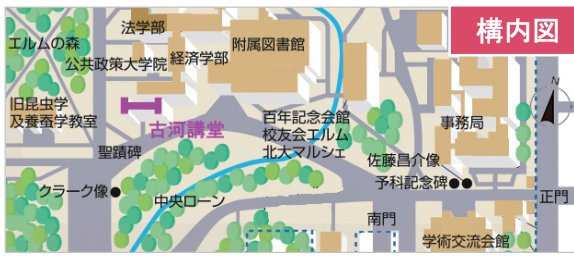 構内図
法学部
エルムの森
公共政策大学院
経済学部
附属図書館
旧昆虫学
及養蚕学教室
古河講堂
聖蹟碑
百年記念会館
校友会エルム
北大マルシェ
事務局
佐藤昌介像
予科記念碑
クラーク像
中央ローン
正門
南門
学術交流会館